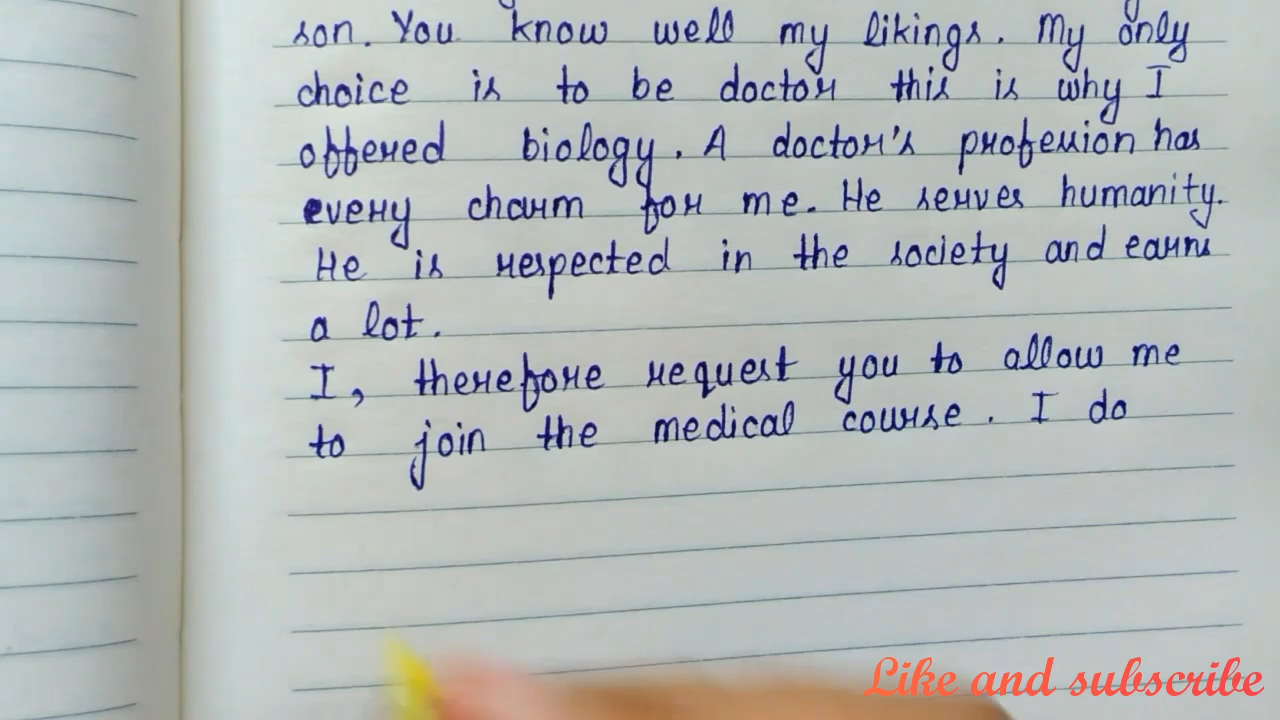 son. You know well my likings. My only
choice is to be doctor this is why I
offered biology. A doctor's profession has
every charm for me. He serves humanity.
He is respected in the society and earns
a lot.
I, therefore request you to allow me
to join the medical course. I do
Like and subscribe